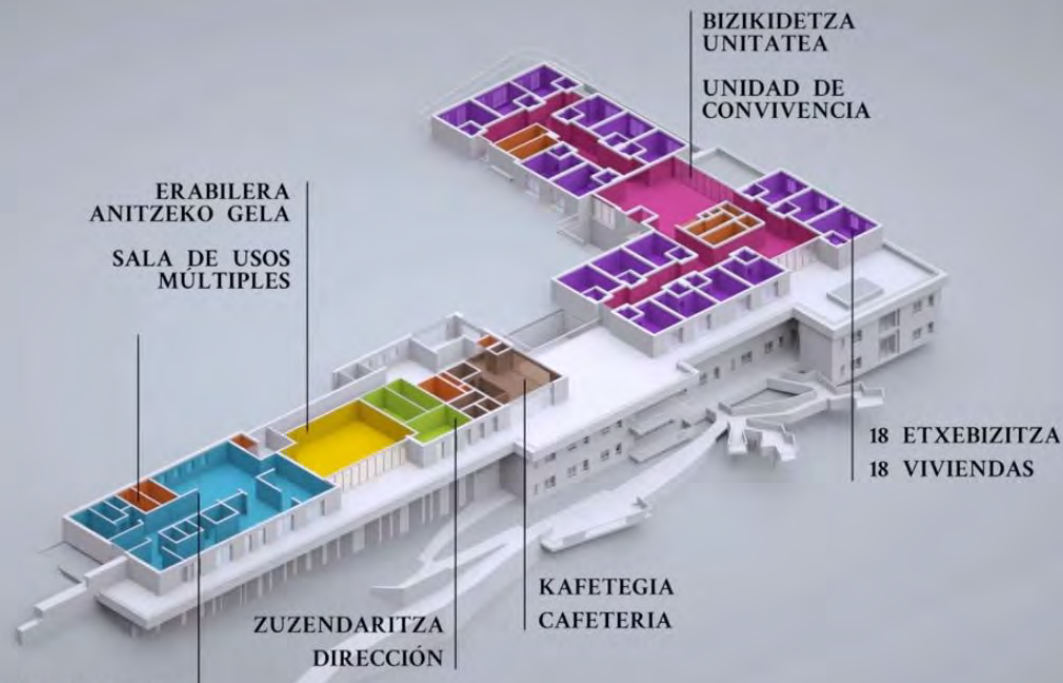 BIZIKIDETZA
UNITATEA
UNIDAD DE
CONVIVENCIA
ERABILERA
ANITZEKO GELA
SALA DE USOS
MÚLTIPLES
18 ETXEBIZITZA
18 VIVIENDAS
KAFETEGIA
CAFETERIA
ZUZENDARITZA
DIRECCIÓN